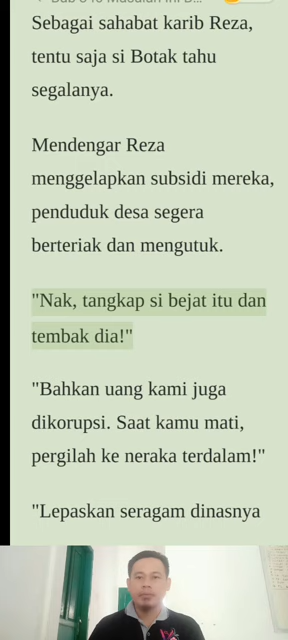 Sebagai sahabat karib Reza,
tentu saja si Botak tahu
segalanya.
Mendengar Reza
menggelapkan subsidi mereka,
penduduk desa segera
berteriak dan mengutuk.
"Nak, tangkap si bejat itu dan
tembak dia!"
"Bahkan uang kami juga
dikorupsi. Saat kamu mati,
pergilah ke neraka terdalam!"
"Lepaskan seragam dinasnya